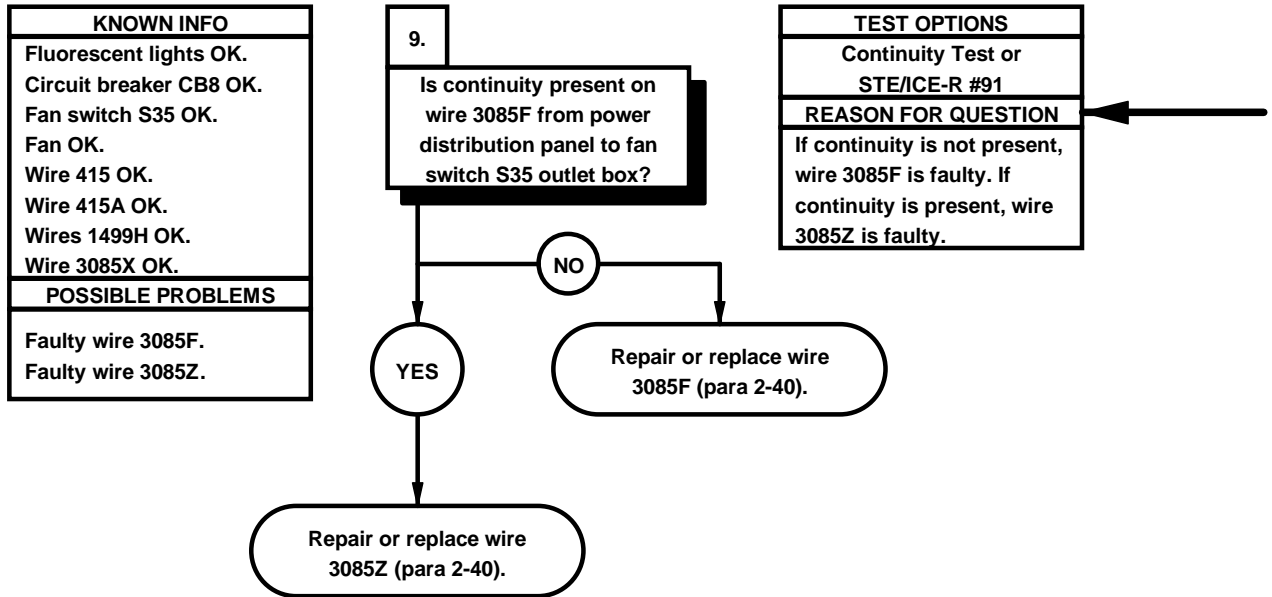 KNOWN INFO
Fluorescent lights OK.
Circuit breaker CB8 OK.
Fan switch S35 OK.
Fan OK.
Wire 415 OK.
Wire 415A OK.
Wires 1499H OK.
Wire 3085X OK.
POSSIBLE PROBLEMS
Faulty wire 3085F.
Faulty wire 3085Z.
9.
Is continuity present on
wire 3085F from power
distribution panel to fan
switch S35 outlet box?
TEST OPTIONS
Continuity Test or
STE/ICE-R #91
REASON FOR QUESTION
If continuity is not present,
wire 3085F is faulty. If
continuity is present, wire
3085Z is faulty.
NO
YES
Repair or replace wire
3085F (para 2-40).
Repair or replace wire
3085Z (para 2-40).